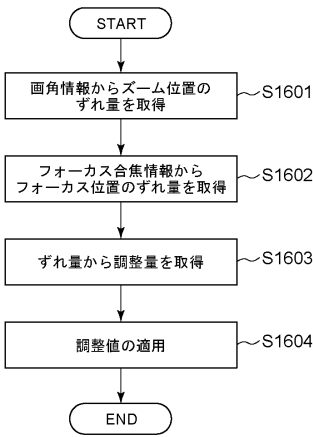 START
画角情報からズーム位置の
ずれ量を取得
S1601
フォーカス合焦情報から
フォーカス位置のずれ量を取得
S1602
ずれ量から調整量を取得
S1603
調整値の適用
S1604
END